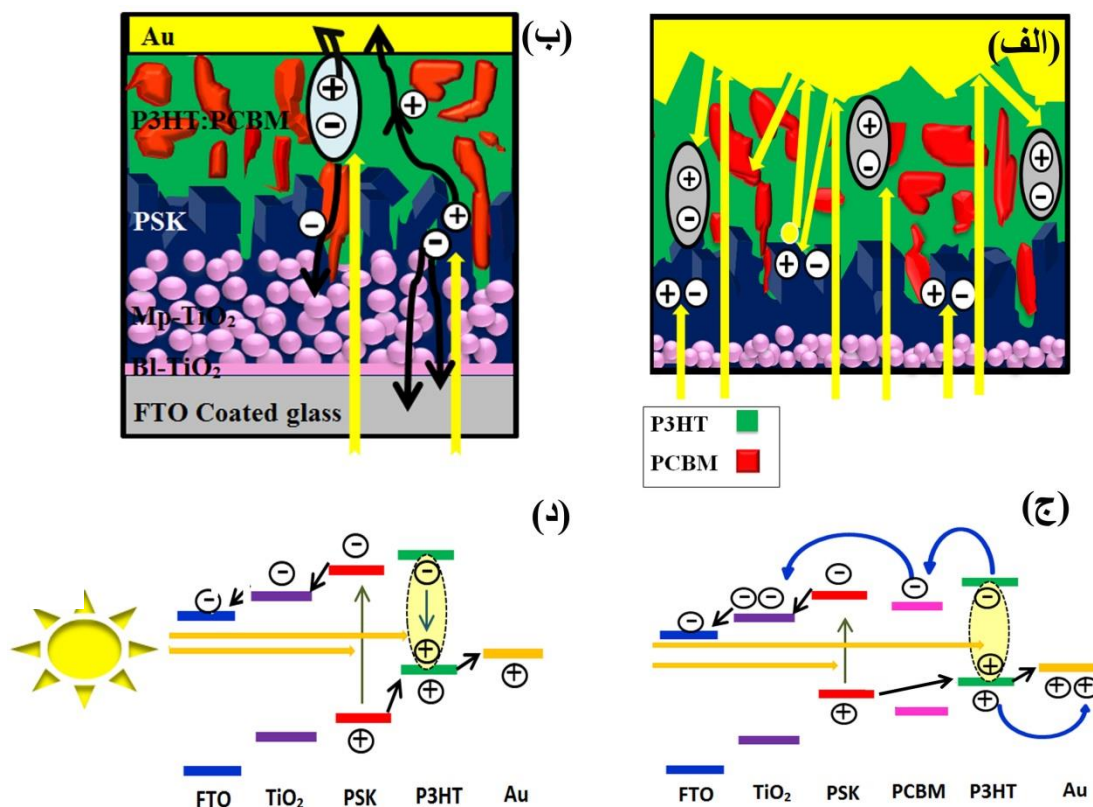 (الف)
(ب)
Au
P3HT:PCBM
PSK
Mp-TiO₂
Bl-TiO₂
FTO Coated glass
P3HT
PCBM
(ج)
(د)
FTO TiO₂ PSK P3HT Au
FTO TiO₂ PSK PCBM P3HT Au